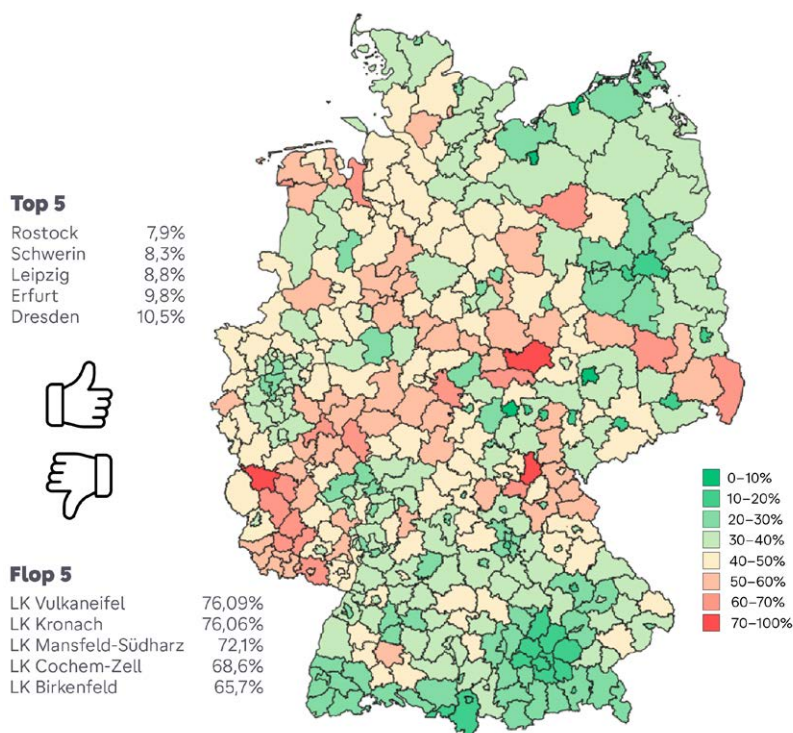 Top 5
Rostock 7,9%
Schwerin 8,3%
Leipzig 8,8%
Erfurt 9,8%
Dresden 10,5%
Flop 5
LK Vulkaneifel 76,09%
LK Kronach 76,06%
LK Mansfeld-Südharz 72,1%
LK Cochem-Zell 68,6%
LK Birkenfeld 65,7%
0–10%
10–20%
20–30%
30–40%
40–50%
50–60%
60–70%
70–100%